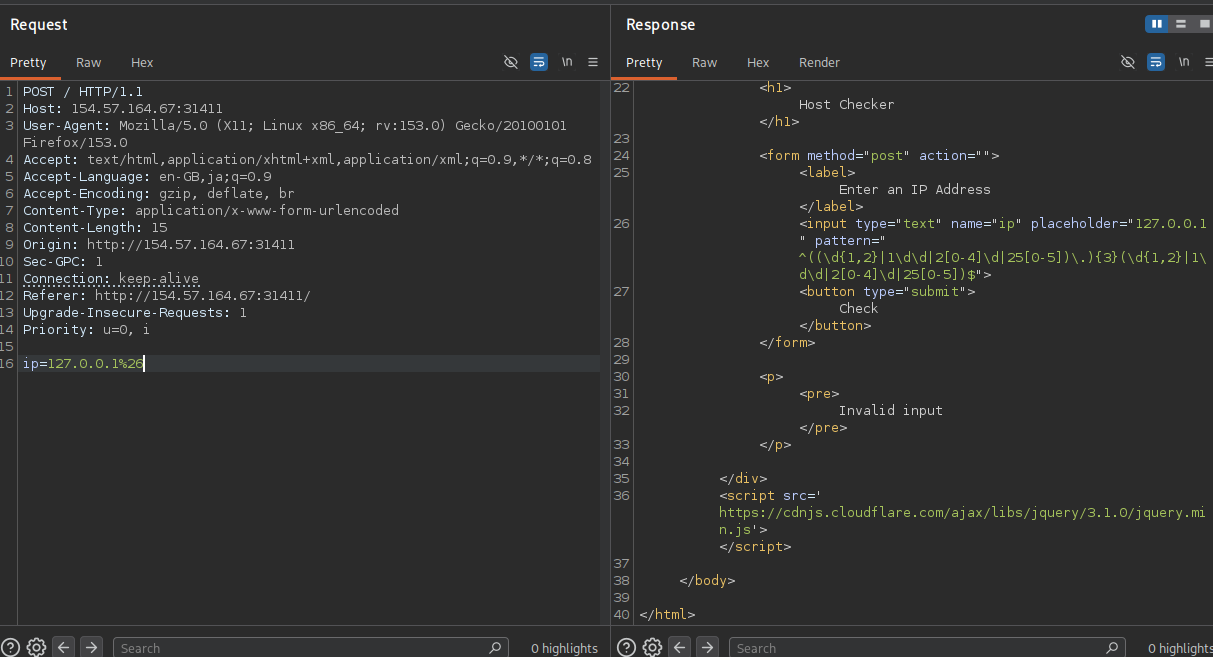 Request
Pretty Raw Hex
\n
1 POST / HTTP/1.1
2 Host: 154.57.164.67:31411
3 User-Agent: Mozilla/5.0 (X11; Linux x86_64; rv:153.0) Gecko/20100101
Firefox/153.0
4 Accept: text/html,application/xhtml+xml,application/xml;q=0.9,*/*;q=0.8
5 Accept-Language: en-GB,ja;q=0.9
6 Accept-Encoding: gzip, deflate, br
7 Content-Type: application/x-www-form-urlencoded
8 Content-Length: 15
9 Origin: http://154.57.164.67:31411
10 Sec-GPC: 1
11 Connection: keep-alive
12 Referer: http://154.57.164.67:31411/
13 Upgrade-Insecure-Requests: 1
14 Priority: u=0, i
15
16 ip=127.0.0.1%26
Search
0 highlights
Response
Pretty Raw Hex Render
\n
22 <h1>
Host Checker
</h1>
23
24 <form method="post" action="">
25 <label>
Enter an IP Address
</label>
26 <input type="text" name="ip" placeholder="127.0.0.1
" pattern="
^((\d{1,2}|1\d\d|2[0-4]\d|25[0-5])\.){3}(\d{1,2}|1\
d\d|2[0-4]\d|25[0-5])$">
27 <button type="submit">
Check
</button>
28 </form>
29
30 <p>
31 <pre>
32 Invalid input
</pre>
33 </p>
34
35 </div>
36 <script src='
https://cdnjs.cloudflare.com/ajax/libs/jquery/3.1.0/jquery.mi
n.js'>
</script>
37
38 </body>
39
40 </html>
Search
0 highlights